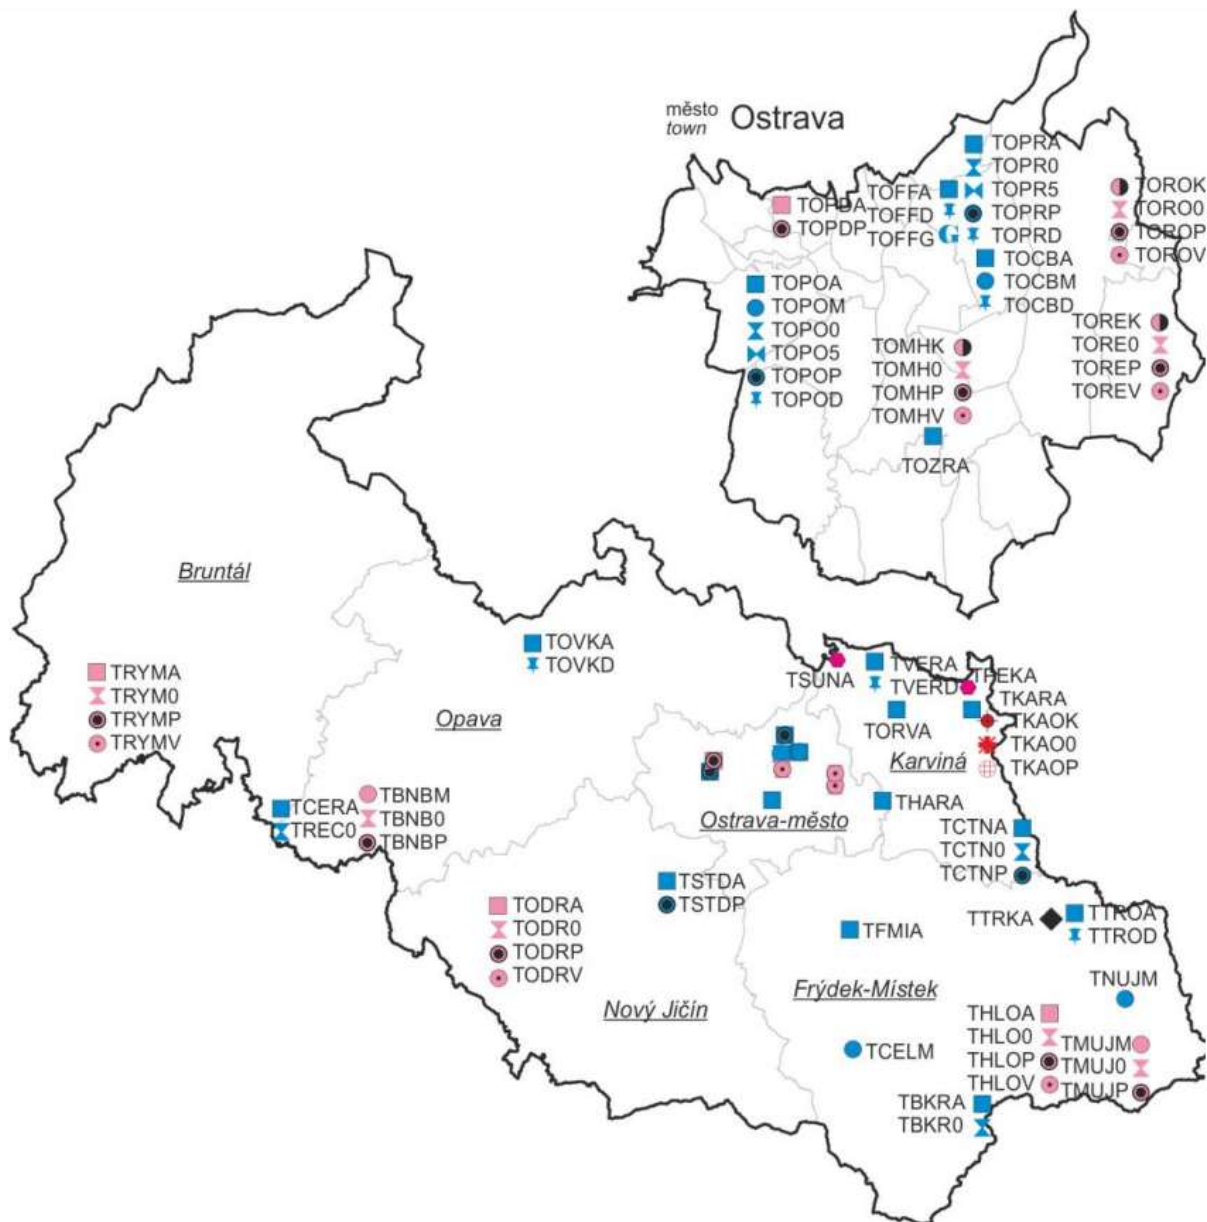 město
town
Ostrava
TOPRA
TOPR0
TOPR5
TOPRP
TOPRD
TOFFA
TOFFD
TOFFG
G
TOCBA
TOCBM
TOCBD
TOPDA
TOPDP
TOROK
TORO0
TOROP
TOROV
TOPOA
TOPOM
TOPO0
TOPO5
TOPOP
TOPOD
TOMHK
TOMH0
TOMHP
TOMHV
TOREK
TORE0
TOREP
TOREV
TOZRA
Bruntál
TRYMA
TRYM0
TRYMP
TRYMV
Opava
TOVKA
TOVKD
TCERA
TREC0
TBNBM
TBNB0
TBNBP
TSUNA
TVERA
TVERD
TPEKA
TKARA
TKAOK
TKAO0
TKAOP
TORVA
Karviná
Ostrava-město
THARA
TCTNA
TCTN0
TCTNP
TSTDA
TSTDP
TODRA
TODR0
TODRP
TODRV
Nový Jičín
TFMIA
Frýdek-Místek
TTRKA
TTROA
TTROD
TNUJM
TCELM
THLOA
THLO0
THLOP
THLOV
TMUJM
TMUJ0
TMUJP
TBKRA
TBKR0